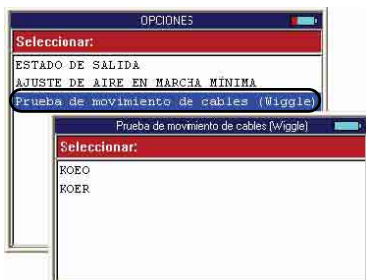 OPCIONES
Seleccionar:
ESTADO DE SALIDA
AJUSTE DE AIRE EN MARCHA MÍNIMA
Prueba de movimiento de cables (Wiggle)
Prueba de movimiento de cables (Wiggle)
Seleccionar:
KOEO
KOER